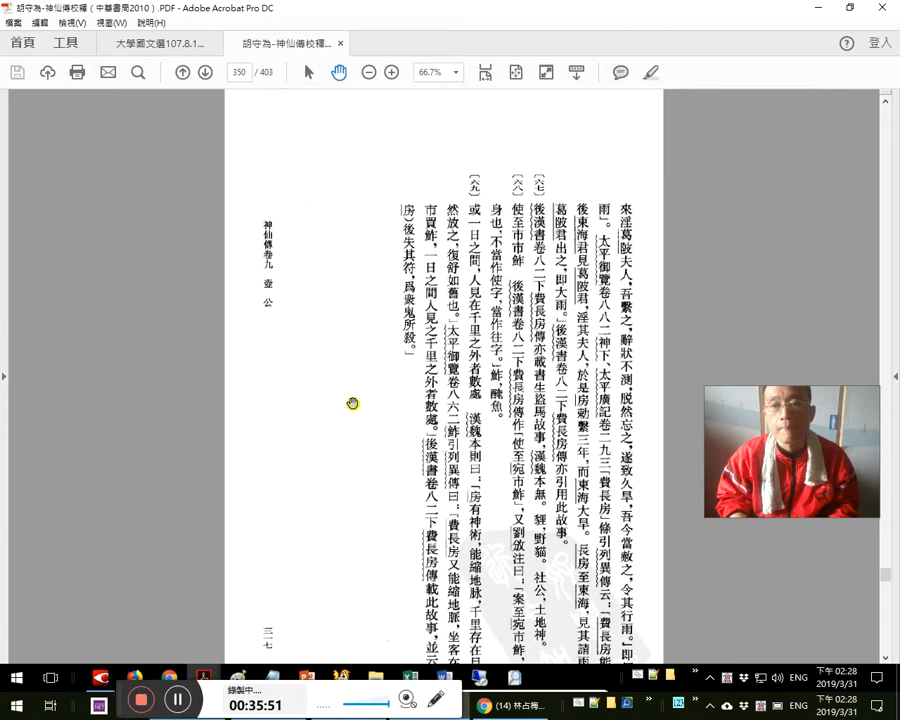 胡守為-神仙傳校釋（中華書局2010）.PDF - Adobe Acrobat Pro DC
檔案 編輯 檢視(V) 視窗(W) 說明(H)
首頁 工具 大學國文選107.8.1... 胡守為-神仙傳校釋... × 登入
350 / 403 66.7%
來淫葛陂夫人，吾繫之，辭狀不測，脫然忘之，遂致久旱，吾今當赦之，令其行雨。』即
雨」。太平御覽卷八八二神下、太平廣記卷二九三「費長房」條引列異傳云：「費長房能
後東海君見葛陂君，淫其夫人，於是房劾繫三年，而東海大旱。長房至東海，見其請雨
葛陂君出之，即大雨。」後漢書卷八二下費長房傳亦引用此故事。
〔六七〕後漢書卷八二下費長房傳亦載書生盜馬故事，漢魏本無。貍，野貓。社公，土地神。
〔六八〕使至市市鮓 後漢書卷八二下費長房傳作「使至宛市鮓」，又劉攽注曰：「案至宛市鮓，
身也，不當作使字，當作往字。」鮓，醃魚。
〔六九〕或一日之間，人見在千里之外者數處 漢魏本則曰：「房有神術，能縮地脉，千里存在目
然放之，復舒如舊也。」太平御覽卷八六二鮓引列異傳曰：「費長房又能縮地脈，坐客在
市買鮓，一日之間人見之千里之外者數處。」後漢書卷八二下費長房傳載此故事，並云
房）後失其符，爲衆鬼所殺。」
神仙傳卷九 壺公
三一七
錄製中....
00:35:51
下午 02:28
ENG
2019/3/31
(14) 林占梅...
下午 02:28
ENG
2019/3/31